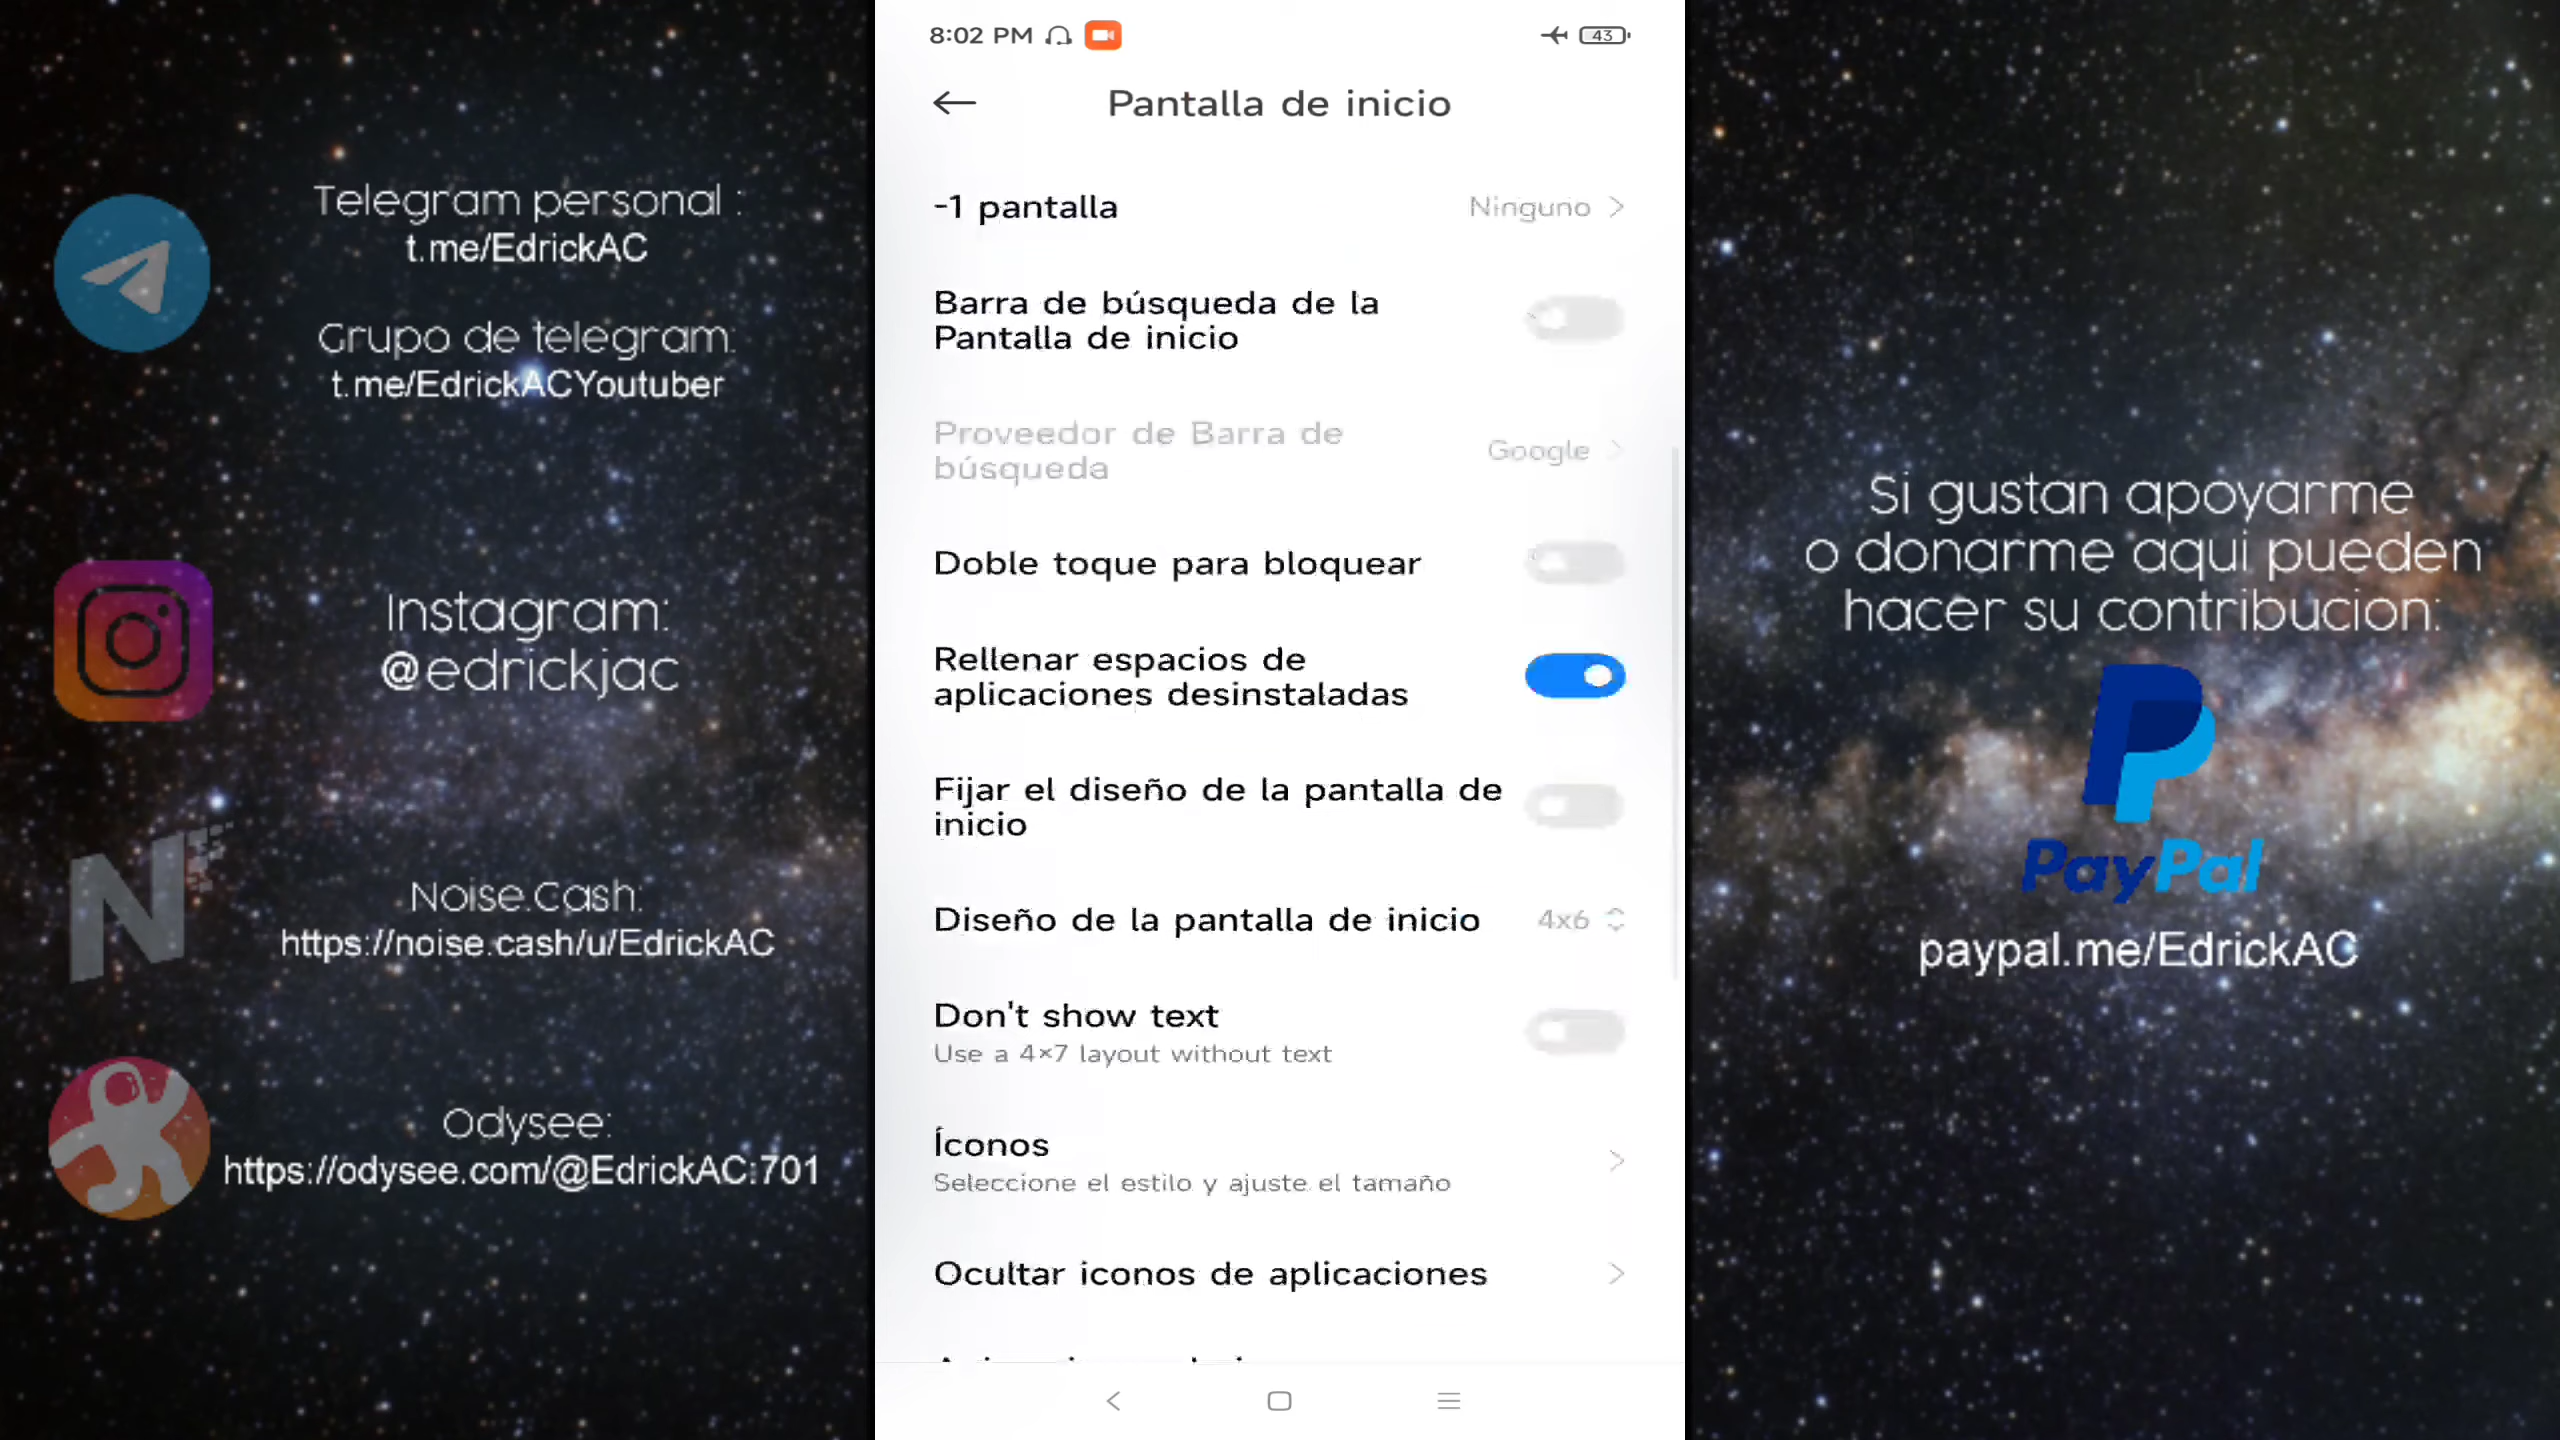 Telegram personal :
t.me/EdrickAC
Grupo de telegram:
t.me/EdrickACYoutuber
Instagram:
@edrickjac
Noise.Cash:
https://noise.cash/u/EdrickAC
Odysee:
https://odysee.com/@EdrickAC:701
8:02 PM
43
Pantalla de inicio
-1 pantalla
Ninguno
Barra de búsqueda de la
Pantalla de inicio
Proveedor de Barra de
búsqueda
Google
Doble toque para bloquear
Rellenar espacios de
aplicaciones desinstaladas
Fijar el diseño de la pantalla de
inicio
Diseño de la pantalla de inicio
4x6
Don't show text
Use a 4×7 layout without text
Íconos
Seleccione el estilo y ajuste el tamaño
Ocultar iconos de aplicaciones
Si gustan apoyarme
o donarme aqui pueden
hacer su contribucion:
PayPal
paypal.me/EdrickAC